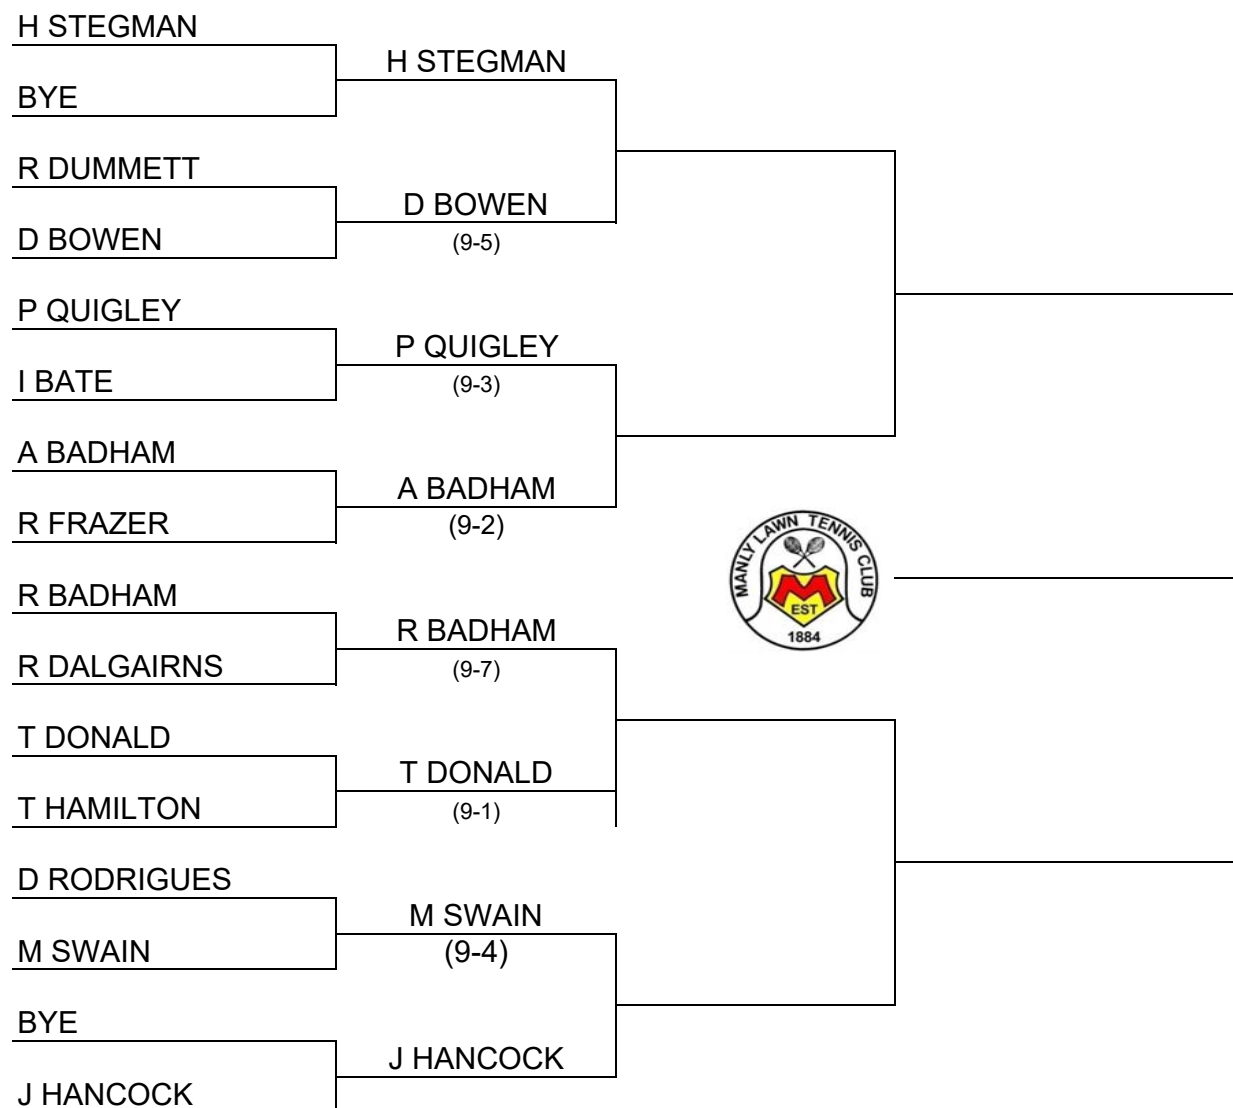 H STEGMAN
H STEGMAN
BYE
R DUMMETT
D BOWEN
D BOWEN
(9-5)
P QUIGLEY
P QUIGLEY
I BATE
(9-3)
A BADHAM
A BADHAM
R FRAZER
(9-2)
MANLY LAWN TENNIS CLUB
M
EST
1884
R BADHAM
R BADHAM
R DALGAIRNS
(9-7)
T DONALD
T DONALD
T HAMILTON
(9-1)
D RODRIGUES
M SWAIN
M SWAIN
(9-4)
BYE
J HANCOCK
J HANCOCK